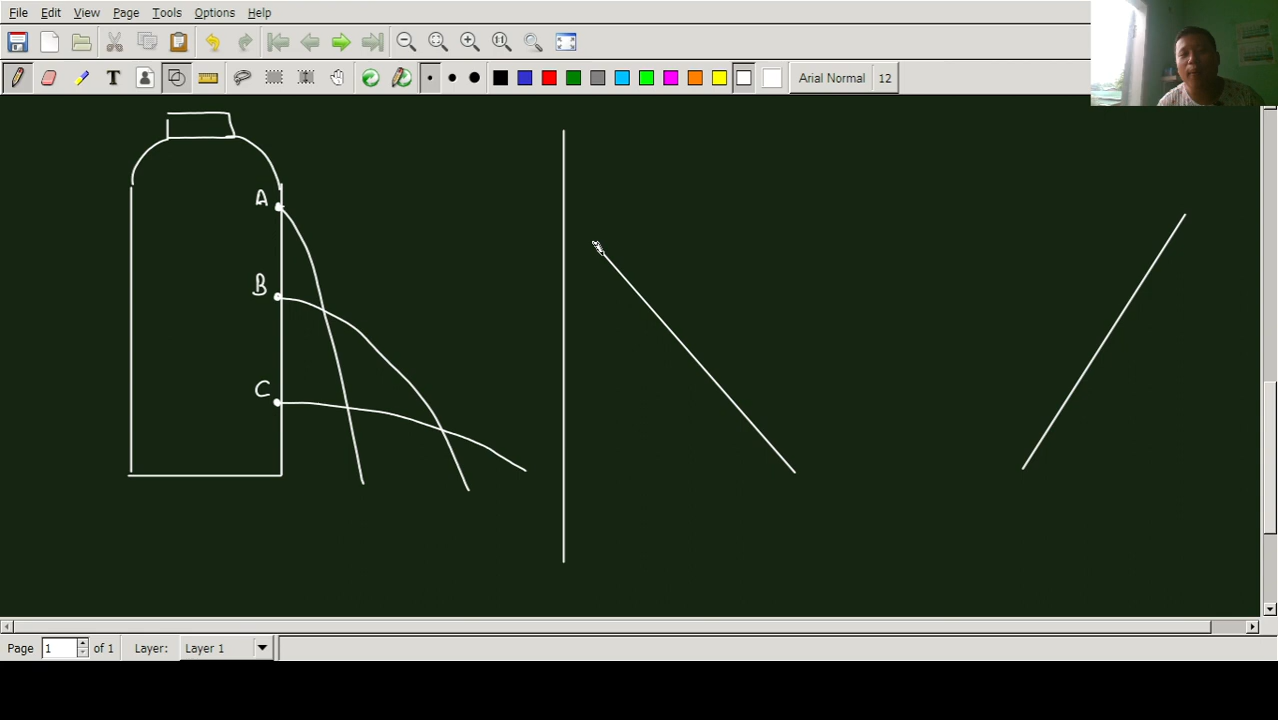 File Edit View Page Tools Options Help
Arial Normal 12
A
B
C
Page 1 of 1 Layer: Layer 1